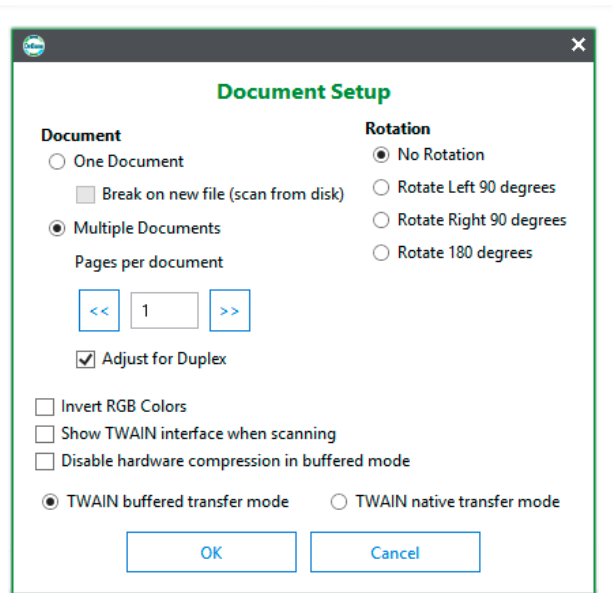 Document Setup
Document
One Document
Break on new file (scan from disk)
Multiple Documents
Pages per document
<< 1 >>
Adjust for Duplex
Rotation
No Rotation
Rotate Left 90 degrees
Rotate Right 90 degrees
Rotate 180 degrees
Invert RGB Colors
Show TWAIN interface when scanning
Disable hardware compression in buffered mode
TWAIN buffered transfer mode TWAIN native transfer mode
OK Cancel